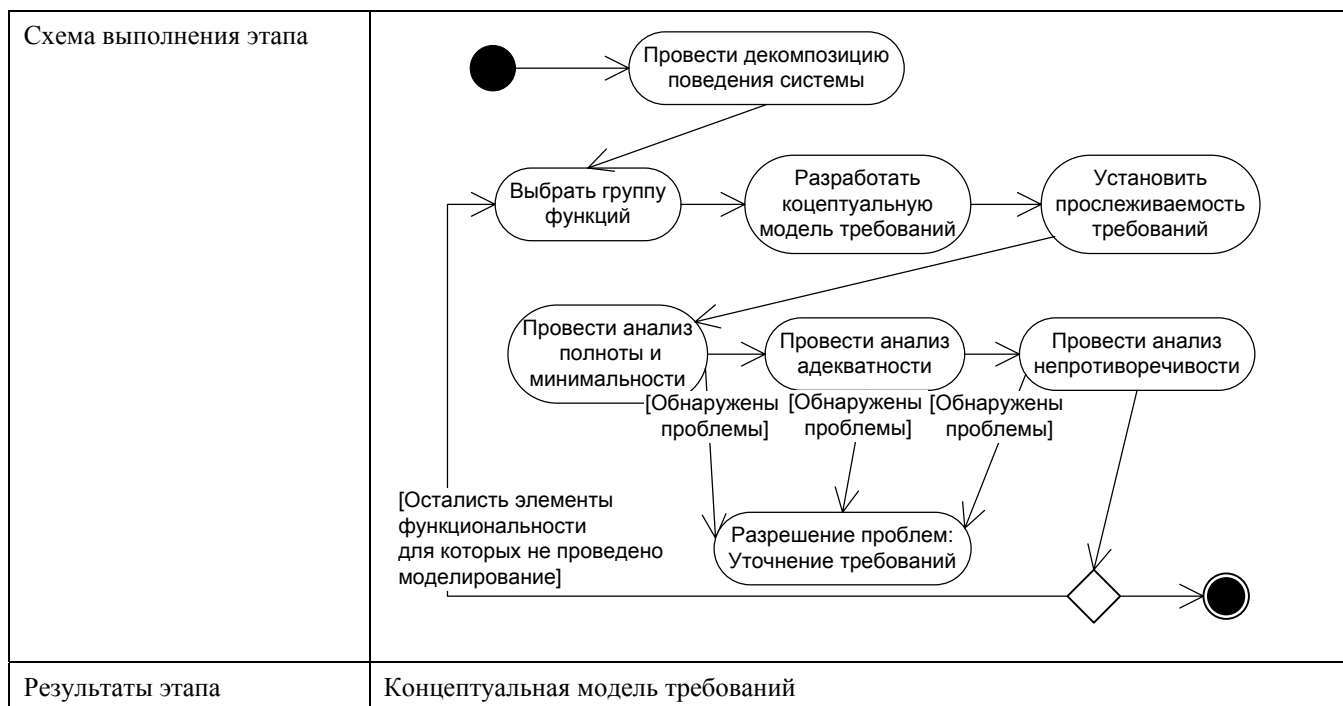 Схема выполнения этапа
Провести декомпозицию
поведения системы
Выбрать группу
функций
Разработать
коцептуальную
модель требований
Установить
прослеживаемость
требований
Провести анализ
полноты и
минимальности
Провести анализ
адекватности
Провести анализ
непротиворечивости
[Обнаружены
проблемы]
[Обнаружены
проблемы]
[Обнаружены
проблемы]
[Осталисть элементы
функциональности
для которых не проведено
моделирование]
Разрешение проблем:
Уточнение требований
Результаты этапа
Концептуальная модель требований